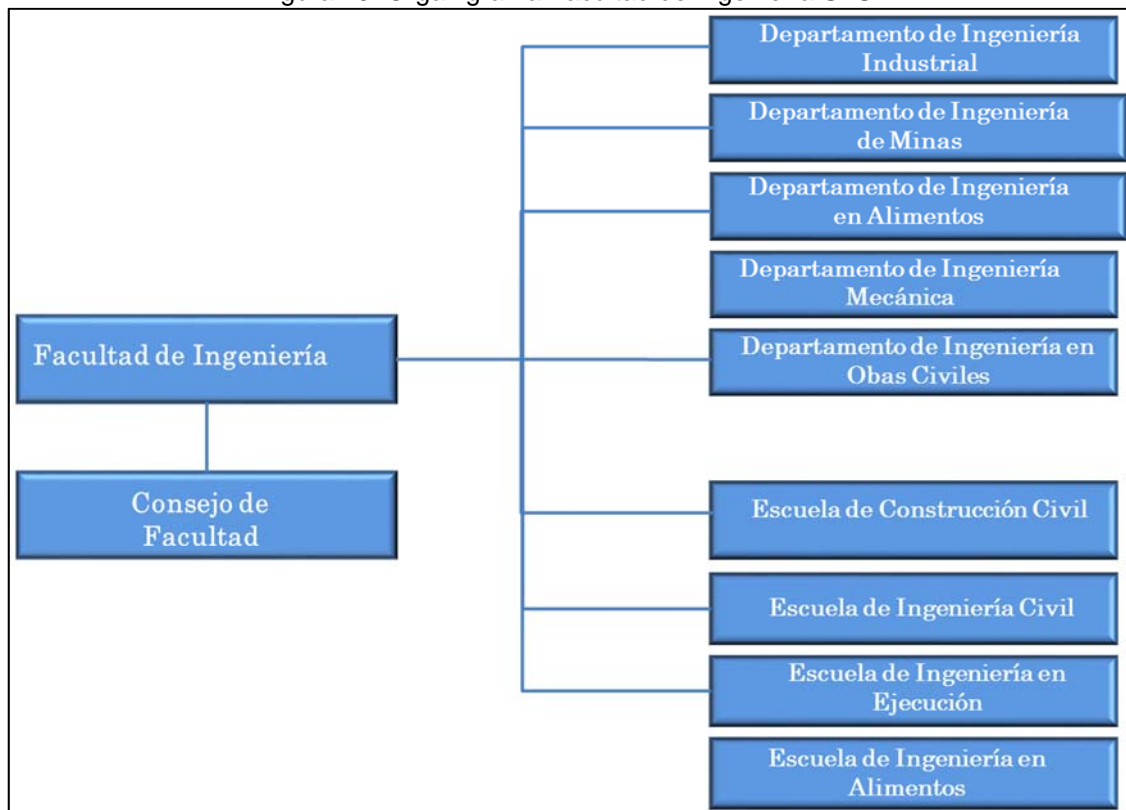 Departamento de Ingeniería
Industrial
Departamento de Ingeniería
de Minas
Departamento de Ingeniería
en Alimentos
Departamento de Ingeniería
Mecánica
Facultad de Ingeniería
Departamento de Ingeniería en
Obas Civiles
Consejo de
Facultad
Escuela de Construcción Civil
Escuela de Ingeniería Civil
Escuela de Ingeniería en
Ejecución
Escuela de Ingeniería en
Alimentos